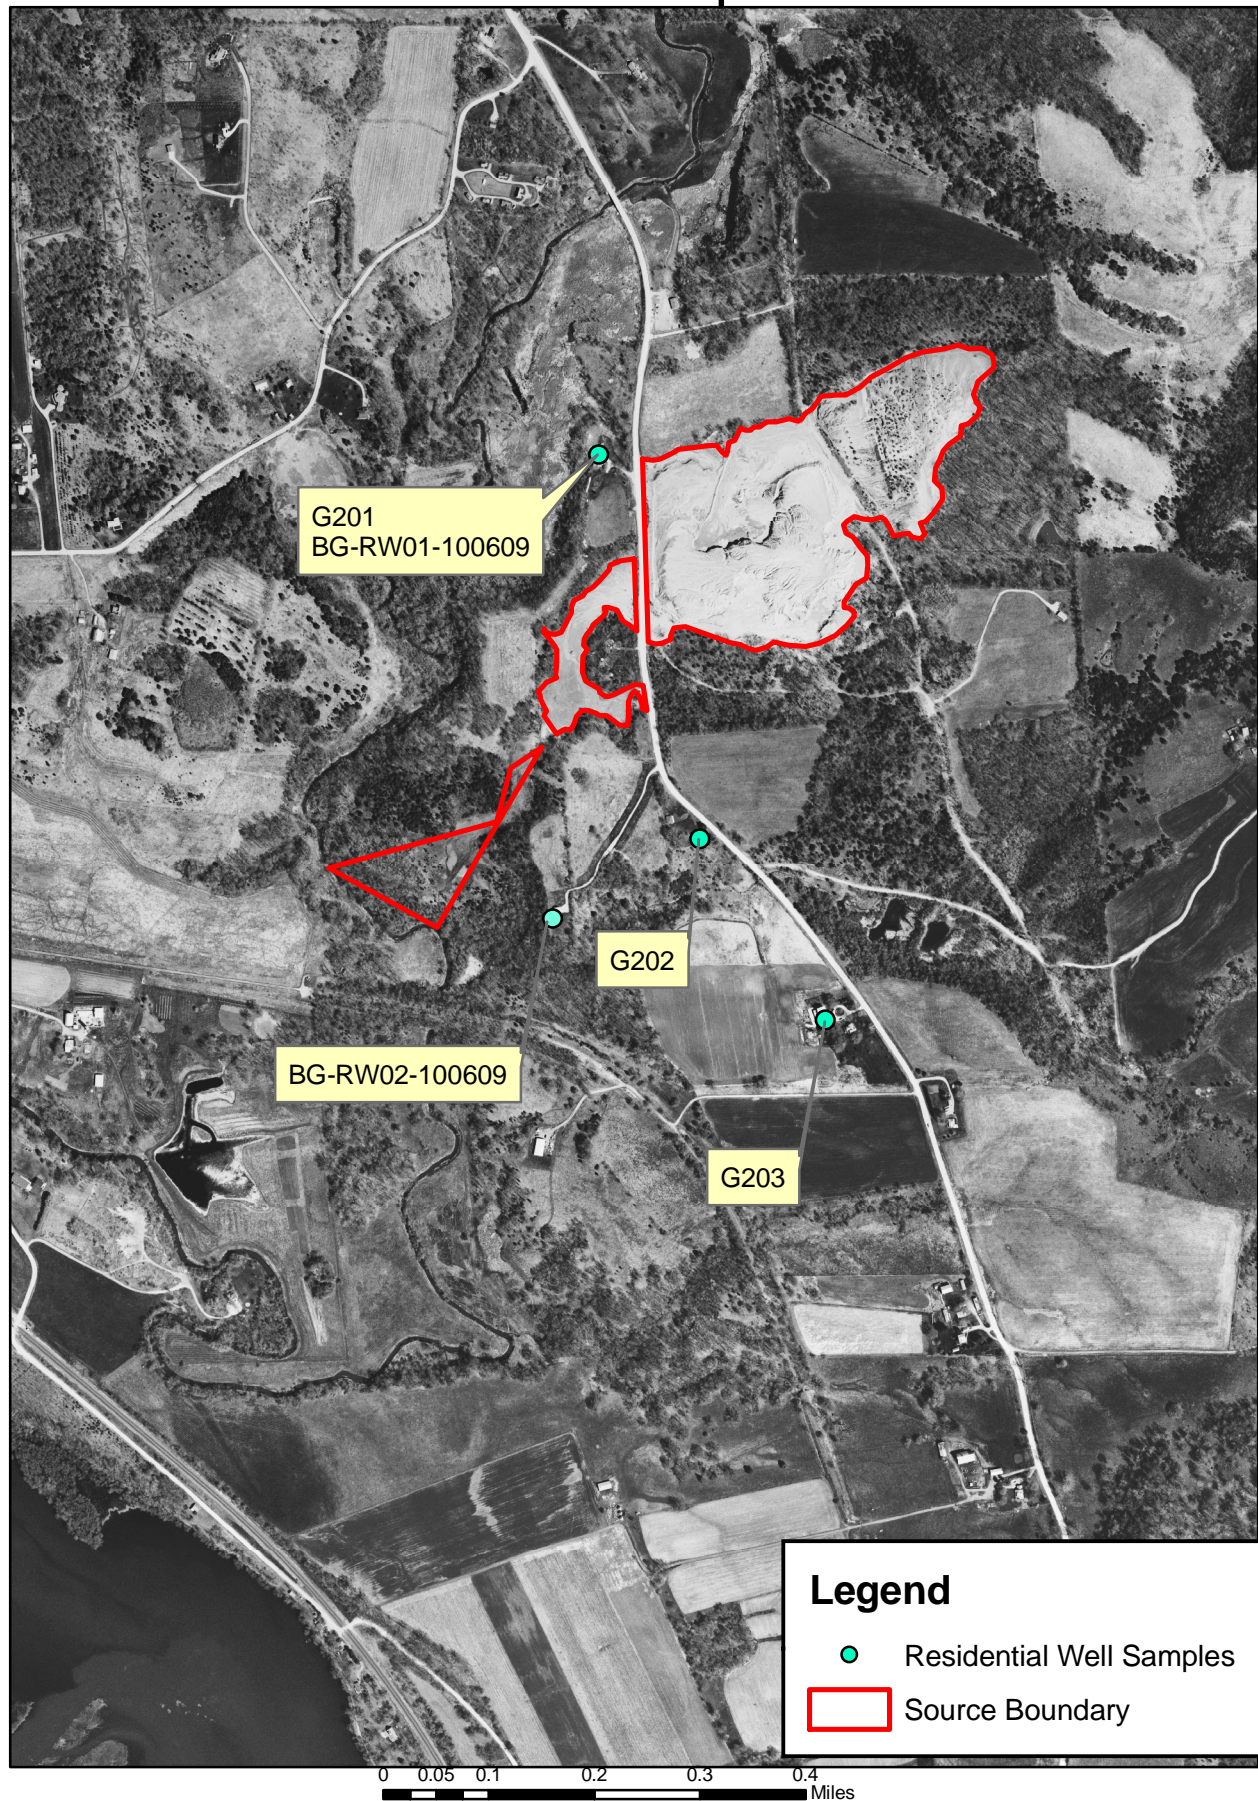 G201
BG-RW01-100609
G202
BG-RW02-100609
G203
Legend
Residential Well Samples
Source Boundary
0 0.05 0.1 0.2 0.3 0.4
Miles